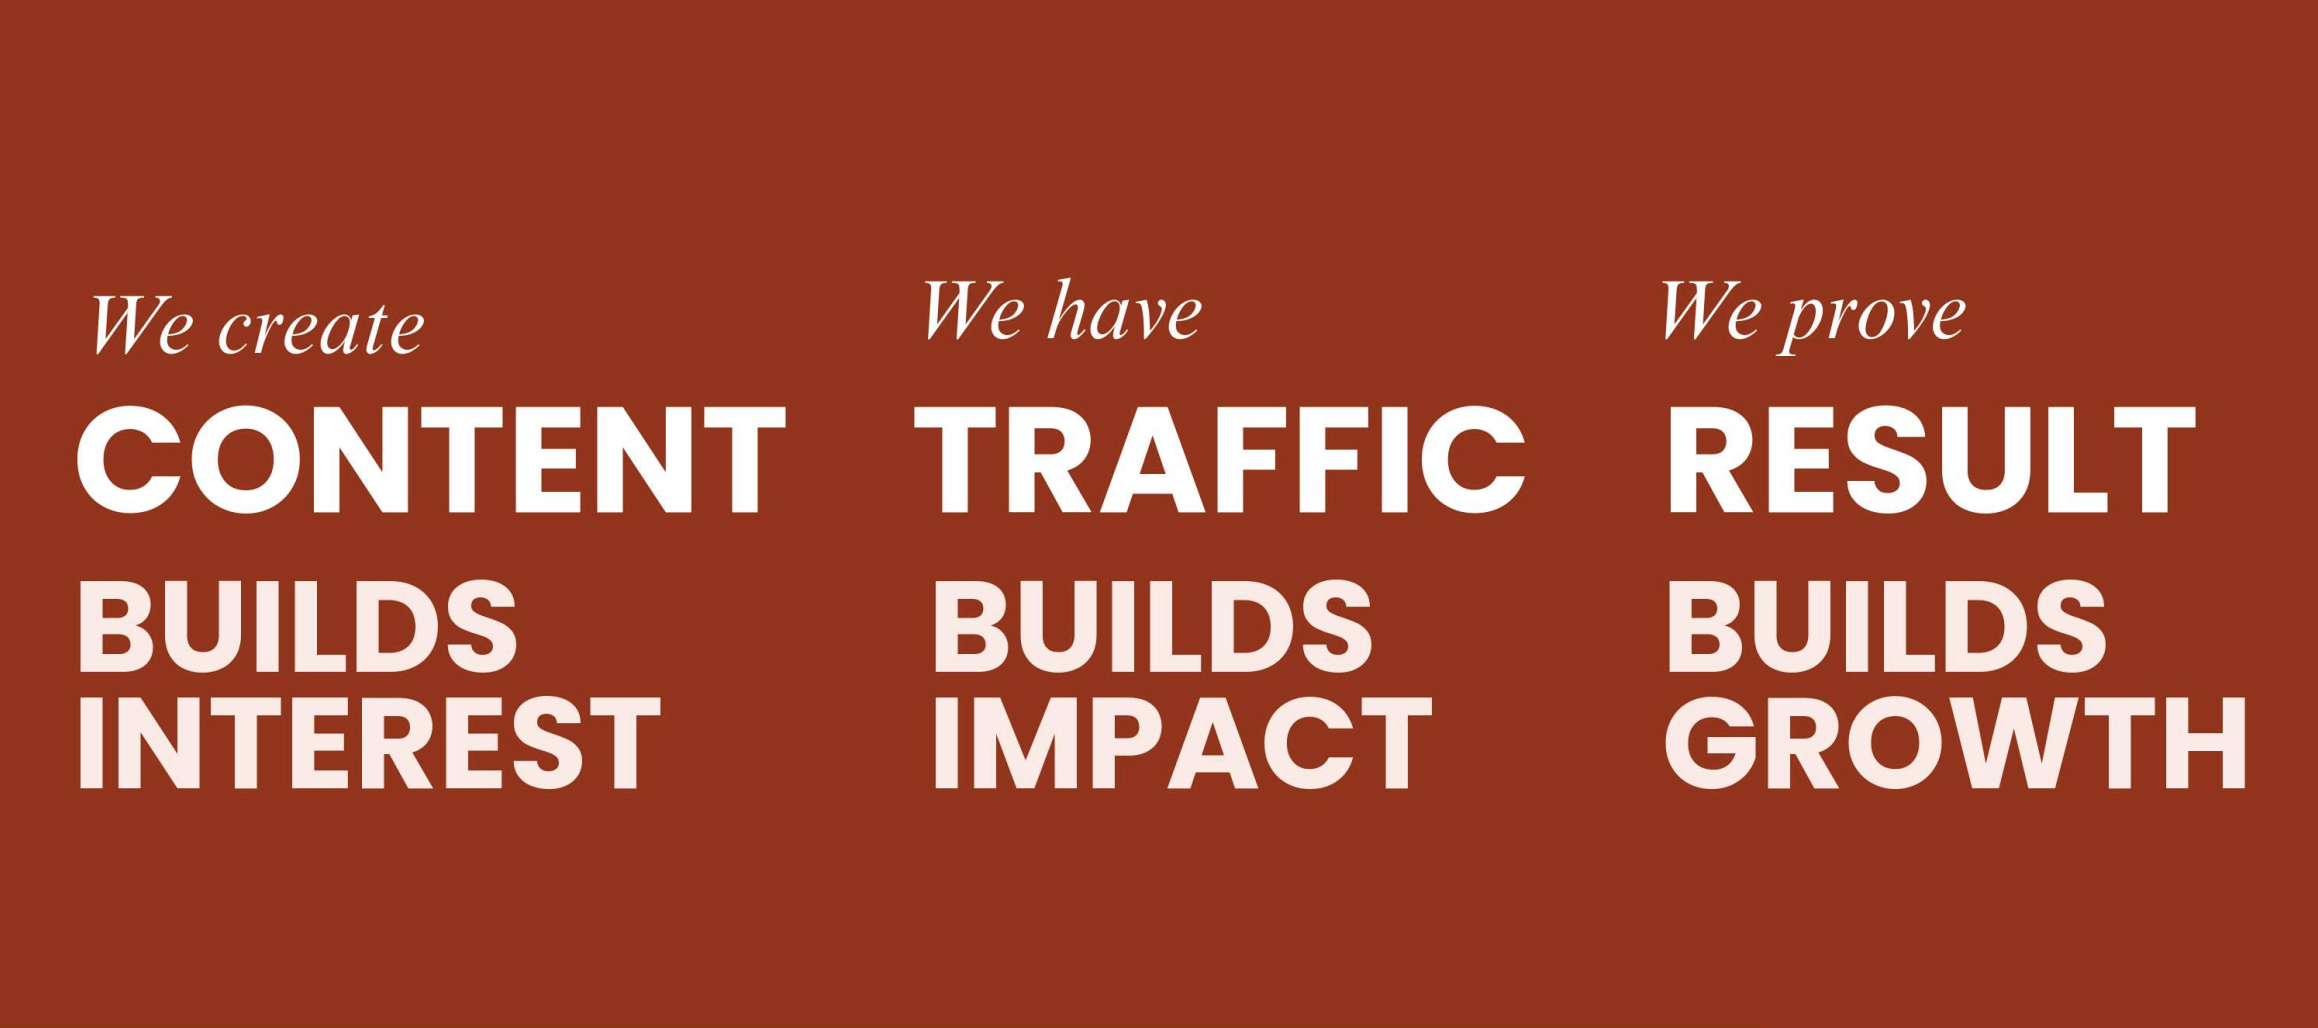 We create
CONTENT
BUILDS
INTEREST
We have
TRAFFIC
BUILDS
IMPACT
We prove
RESULT
BUILDS
GROWTH